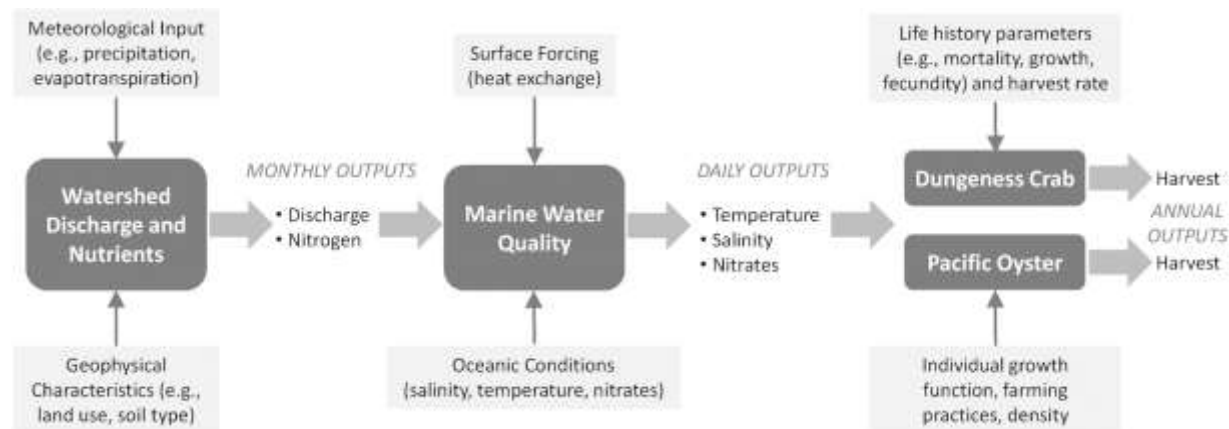 Meteorological Input
(e.g., precipitation,
evapotranspiration)
Surface Forcing
(heat exchange)
Life history parameters
(e.g., mortality, growth,
fecundity) and harvest rate
Watershed
Discharge and
Nutrients
MONTHLY OUTPUTS
• Discharge
• Nitrogen
Marine Water
Quality
DAILY OUTPUTS
• Temperature
• Salinity
• Nitrates
Dungeness Crab
Harvest
ANNUAL
OUTPUTS
Pacific Oyster
Harvest
Geophysical
Characteristics (e.g.,
land use, soil type)
Oceanic Conditions
(salinity, temperature, nitrates)
Individual growth
function, farming
practices, density